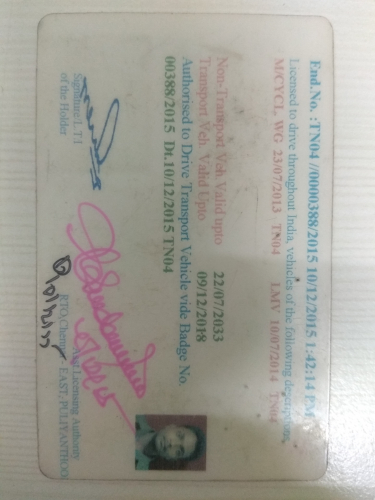 End.No. :TN04 //0000388/2015 10/12/2015 1:42:14 PM
Licensed to drive throughout India, vehicles of the following descriptions,
M/CYCL. WG 23/07/2013 TN04 LMV 10/07/2014 TN04
Non-Transport Veh Valid upto 22/07/2033
Transport Veh. Valid Upto 09/12/2018
Authorised to Drive Transport Vehicle vide Badge No.
00388/2015 Dt.10/12/2015 TN04
Signature/L.T.I
of the Holder
Licensing Authority
RTO,Chennai EAST, PULIYANTHOO